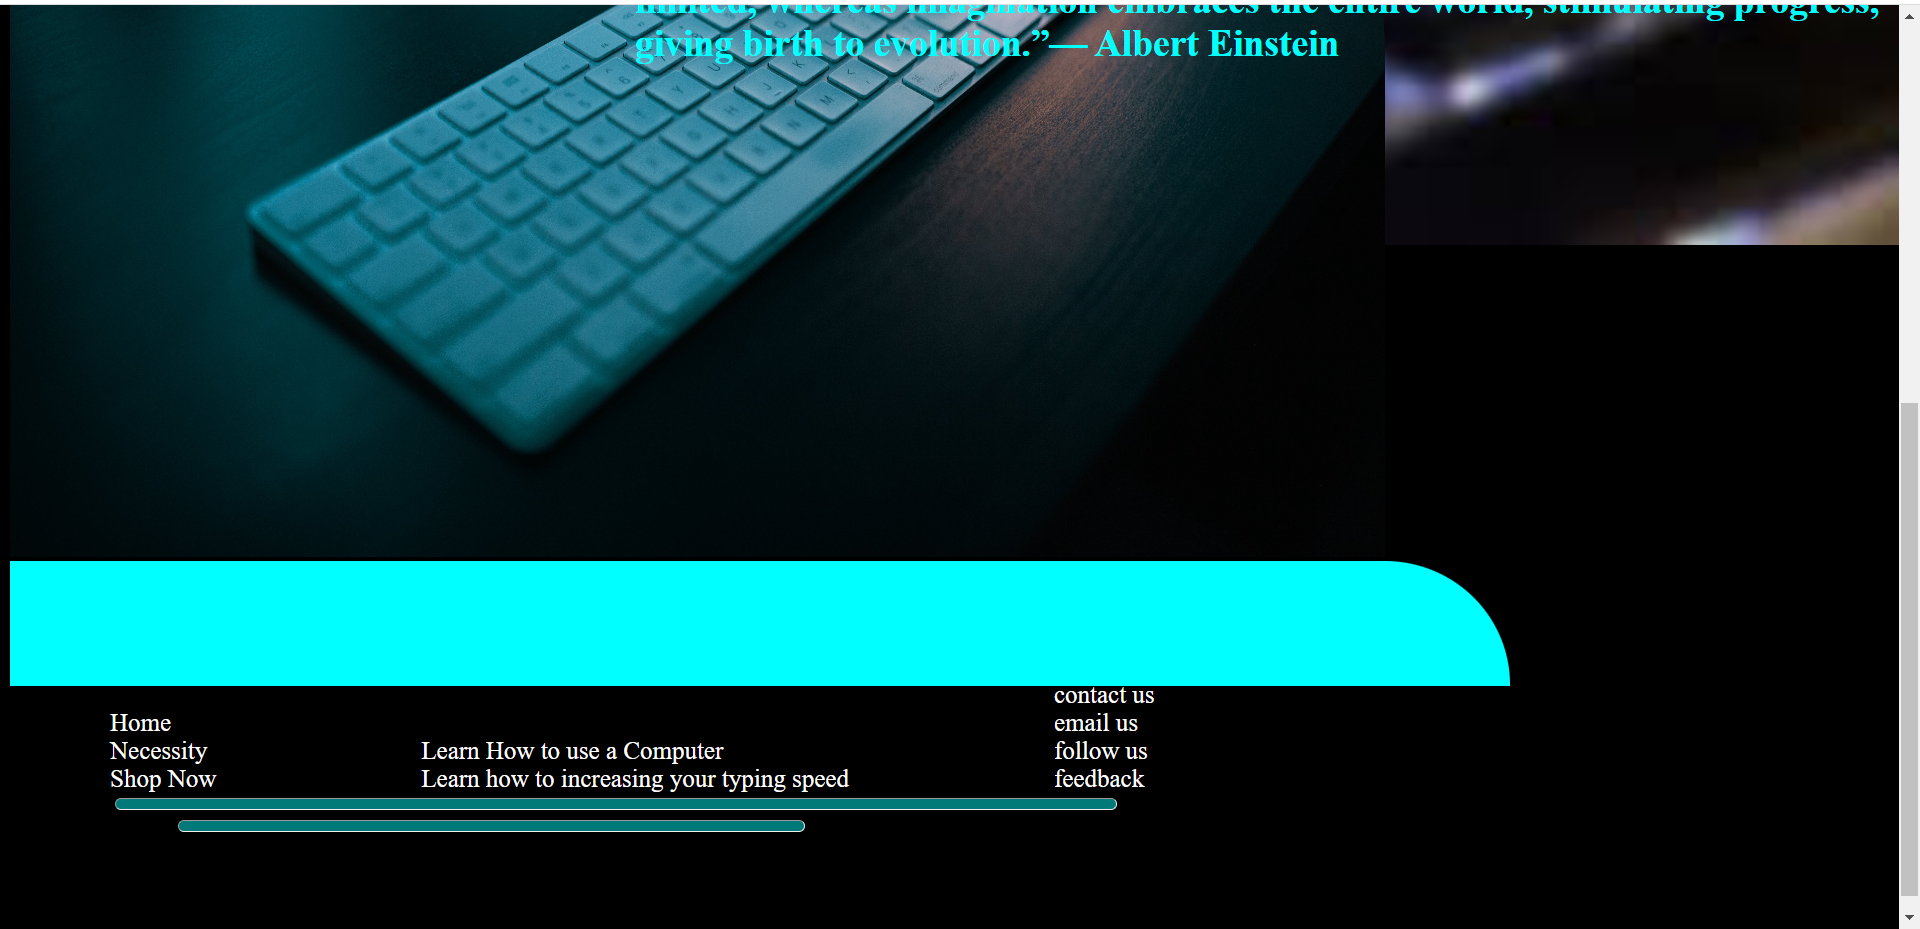 limited, whereas imagination embraces the entire world, stimulating progress,
giving birth to evolution.”— Albert Einstein
contact us
Home
email us
Necessity
Learn How to use a Computer
follow us
Shop Now
Learn how to increasing your typing speed
feedback